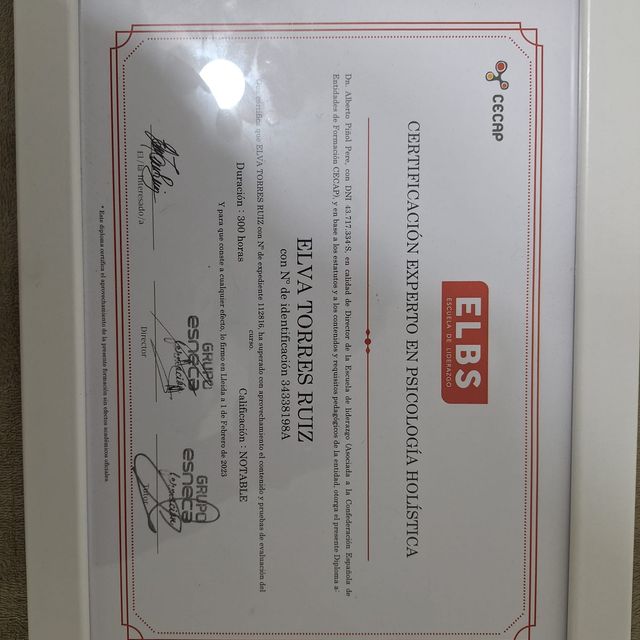 CECAP
ELBS
ESCUELA DE LIDERAZGO
CERTIFICACIÓN EXPERTO EN PSICOLOGÍA HOLÍSTICA
Dn. Alberto Piñol Pere, con DNI 43.717.334-S, en calidad de Director de la Escuela de liderazgo (Asociada a la Confederación Española de
Entidades de Formación CECAP), y en base a los estatutos y a los contenidos y requisitos pedagógicos de la entidad, otorga el presente Diploma a:
ELVA TORRES RUIZ
con Nº de identificación 34338198A
certifica que ELVA TORRES RUIZ con Nº de expediente 112816, ha superado con aprovechamiento el contenido y pruebas de evaluación del
curso.
Duración : 300 horas Calificación : NOTABLE
Y para que conste a cualquier efecto, lo firmo en Lleida a 1 de Febrero de 2023
GRUPO
esneca
formación
GRUPO
esneca
formación
El/la interesado/a Director
* Este diploma certifica el aprovechamiento de la presente formación sin efectos académicos oficiales